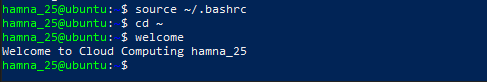 hamna_25@ubuntu: $ source ~/.bashrc
hamna_25@ubuntu: $ cd ~
hamna_25@ubuntu: $ welcome
Welcome to Cloud Computing hamna_25
hamna_25@ubuntu: $